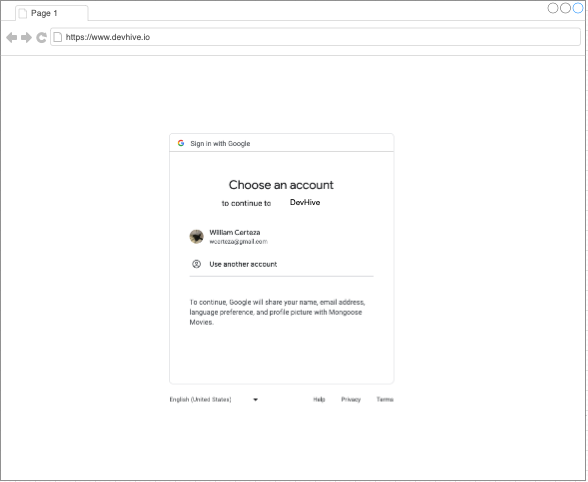 Page 1
https://www.devhive.io
Sign in with Google
Choose an account
to continue to DevHive
William Certeza
wcerteza@gmail.com
Use another account
To continue, Google will share your name, email address,
language preference, and profile picture with Mongoose
Movies.
English (United States) Help Privacy Terms